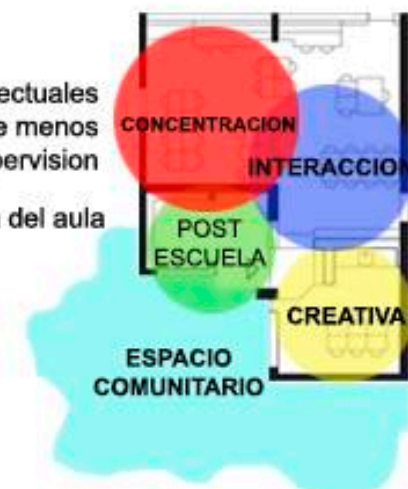 ectuales
e menos
pervision
del aula
CONCENTRACION
INTERACCION
POST
ESCUELA
CREATIVA
ESPACIO
COMUNITARIO